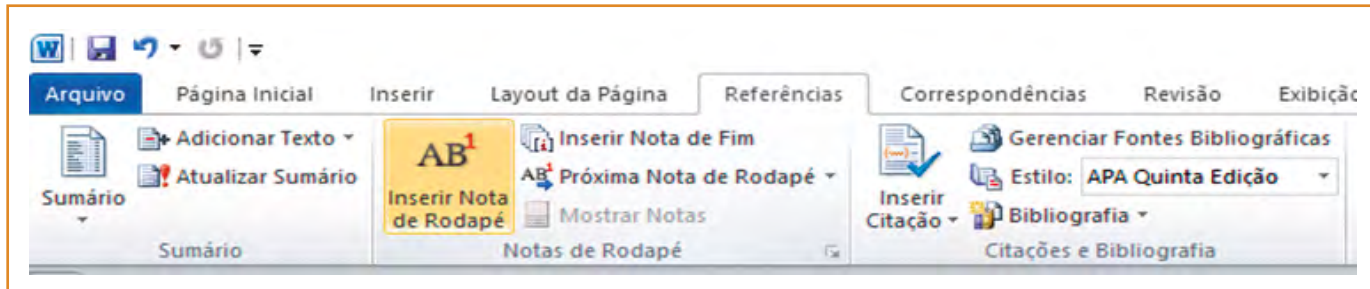 W
Arquivo Página Inicial Inserir Layout da Página Referências Correspondências Revisão Exibição
Sumário
Adicionar Texto
Atualizar Sumário
Sumário
AB1
Inserir Nota
de Rodapé
Inserir Nota de Fim
Próxima Nota de Rodapé
Mostrar Notas
Notas de Rodapé
Inserir
Citação
Gerenciar Fontes Bibliográficas
Estilo: APA Quinta Edição
Bibliografia
Citações e Bibliografia